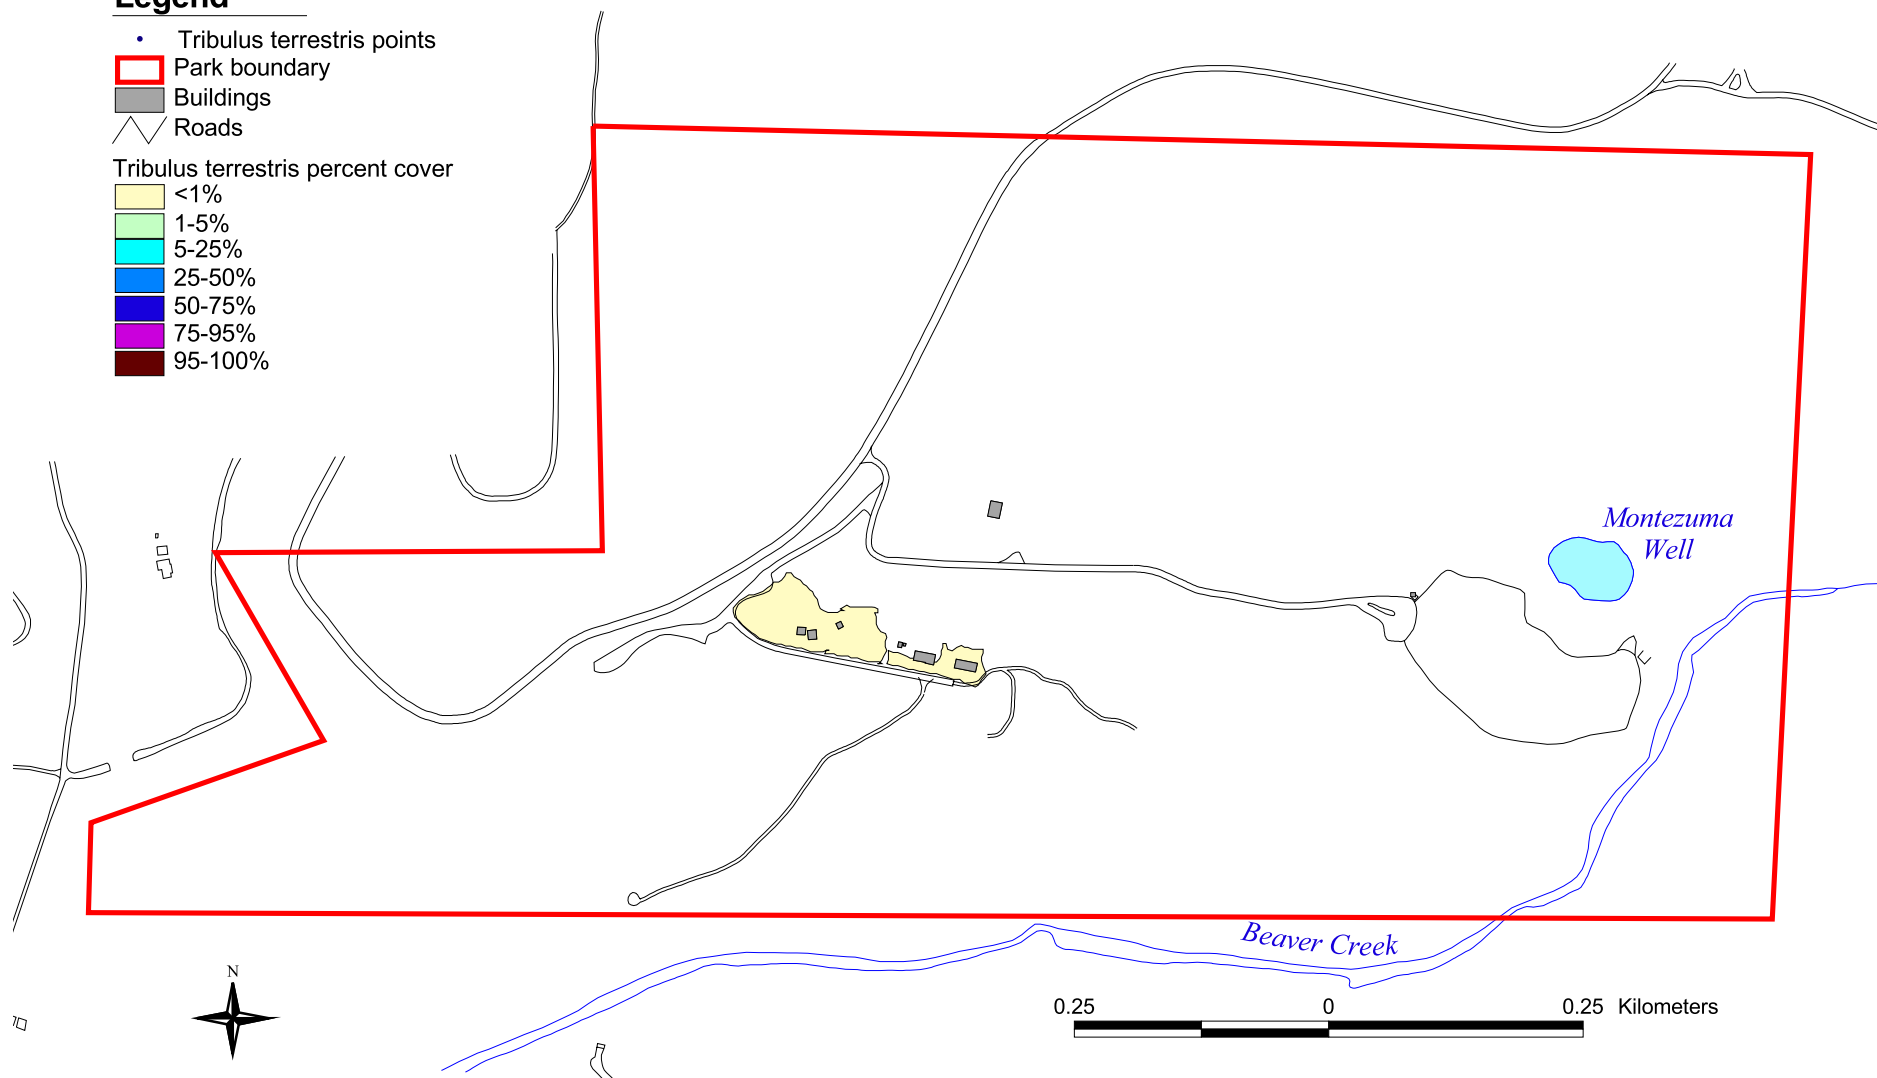 Legend
Tribulus terrestris points
Park boundary
Buildings
Roads
Tribulus terrestris percent cover
<1%
1-5%
5-25%
25-50%
50-75%
75-95%
95-100%
Montezuma
Well
Beaver Creek
N
0.25 0 0.25 Kilometers